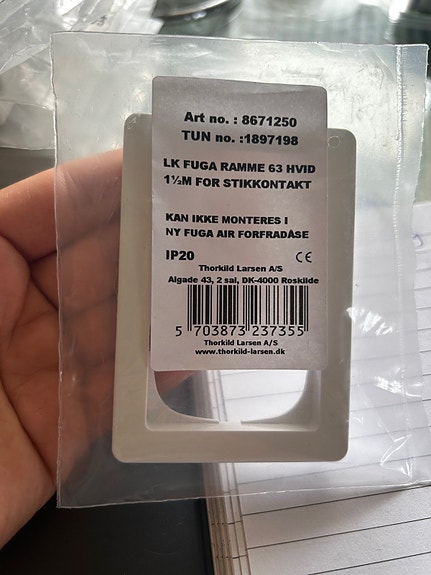 Art no. : 8671250
TUN no. :1897198
LK FUGA RAMME 63 HVID
1½M FOR STIKKONTAKT
KAN IKKE MONTERES I
NY FUGA AIR FORFRADÅSE
IP20 CE
Thorkild Larsen A/S
Algade 43, 2 sal, DK-4000 Roskilde
5 703873 237355
Thorkild Larsen A/S
www.thorkild-larsen.dk